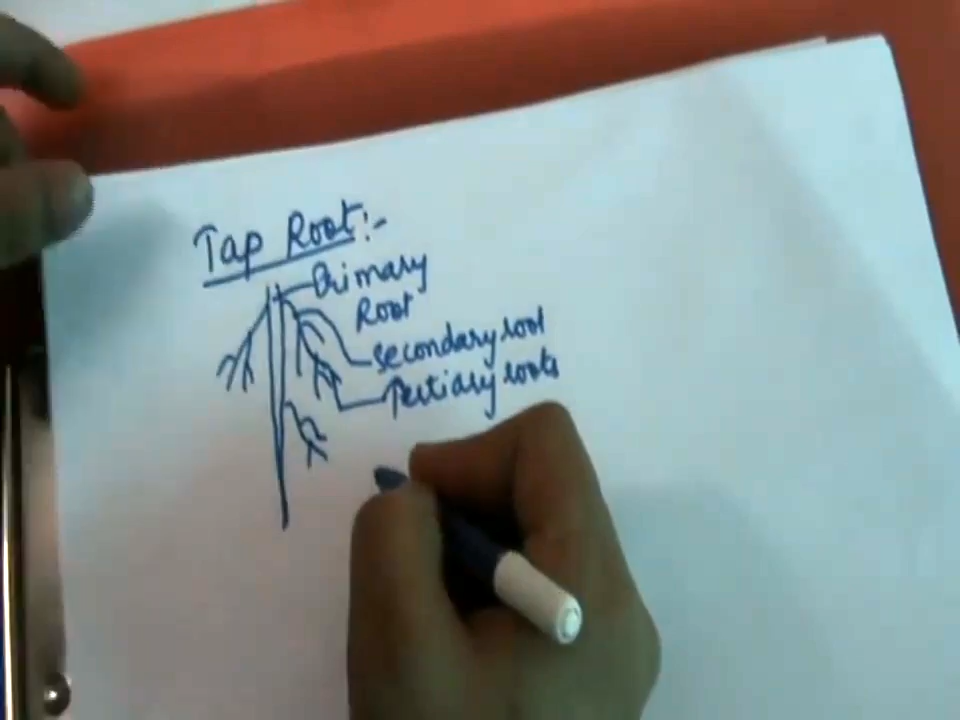 Tap Root:-
Primary
Root
secondary root
Tertiary roots